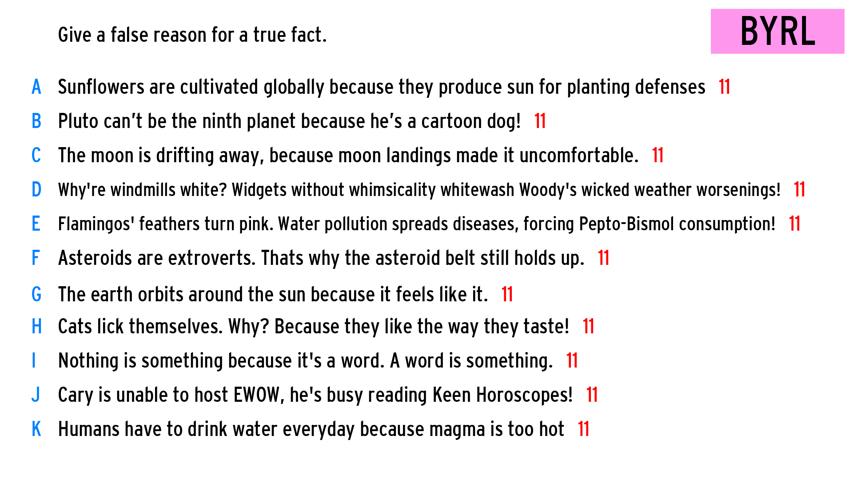 Give a false reason for a true fact.
BYRL
A Sunflowers are cultivated globally because they produce sun for planting defenses 11
B Pluto can't be the ninth planet because he's a cartoon dog! 11
C The moon is drifting away, because moon landings made it uncomfortable. 11
D Why're windmills white? Widgets without whimsicality whitewash Woody's wicked weather worsenings! 11
E Flamingos' feathers turn pink. Water pollution spreads diseases, forcing Pepto-Bismol consumption! 11
F Asteroids are extroverts. Thats why the asteroid belt still holds up. 11
G The earth orbits around the sun because it feels like it. 11
H Cats lick themselves. Why? Because they like the way they taste! 11
I Nothing is something because it's a word. A word is something. 11
J Cary is unable to host EWOW, he's busy reading Keen Horoscopes! 11
K Humans have to drink water everyday because magma is too hot 11